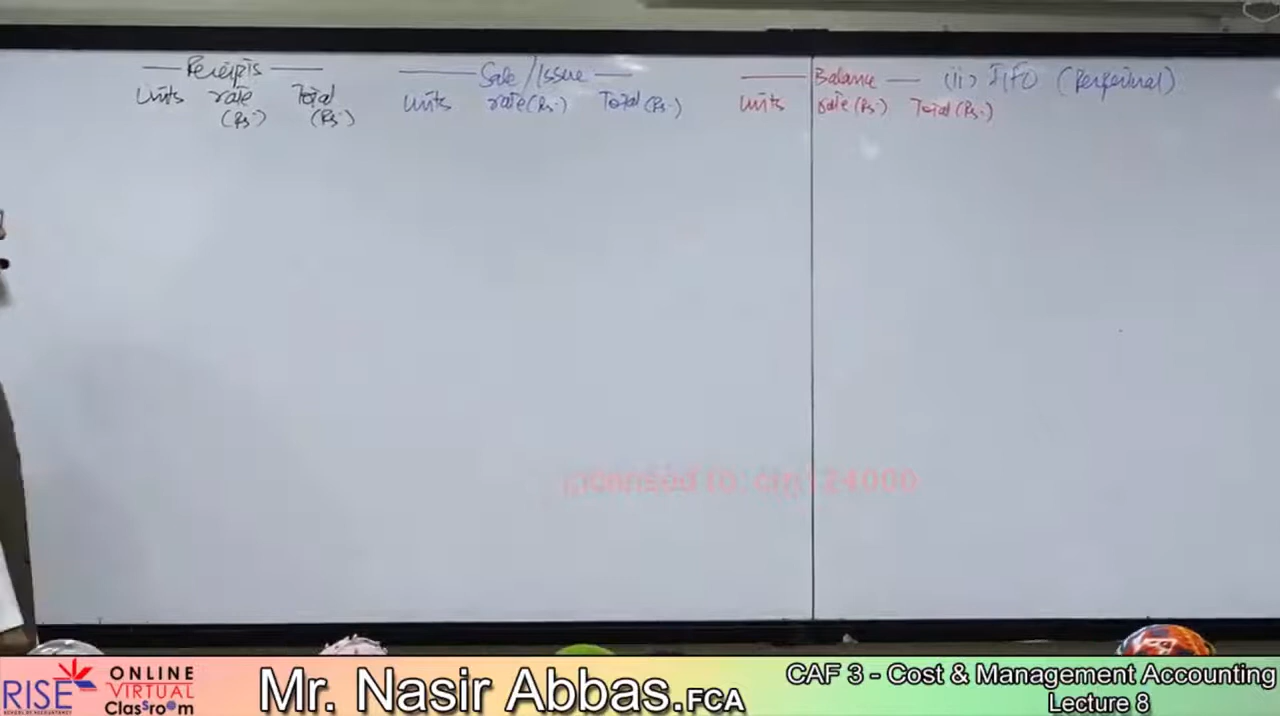 Receipts Sale/Issue Balance (ii) FIFO (Perpetual)
Units rate Total Units rate (Rs.) Total (Rs.) Units rate (Rs.) Total (Rs.)
(Rs.) (Rs.)
RISE
ONLINE
VIRTUAL
ClasSro m
Mr. Nasir Abbas.FCA
CAF 3 - Cost & Management Accounting
Lecture 8